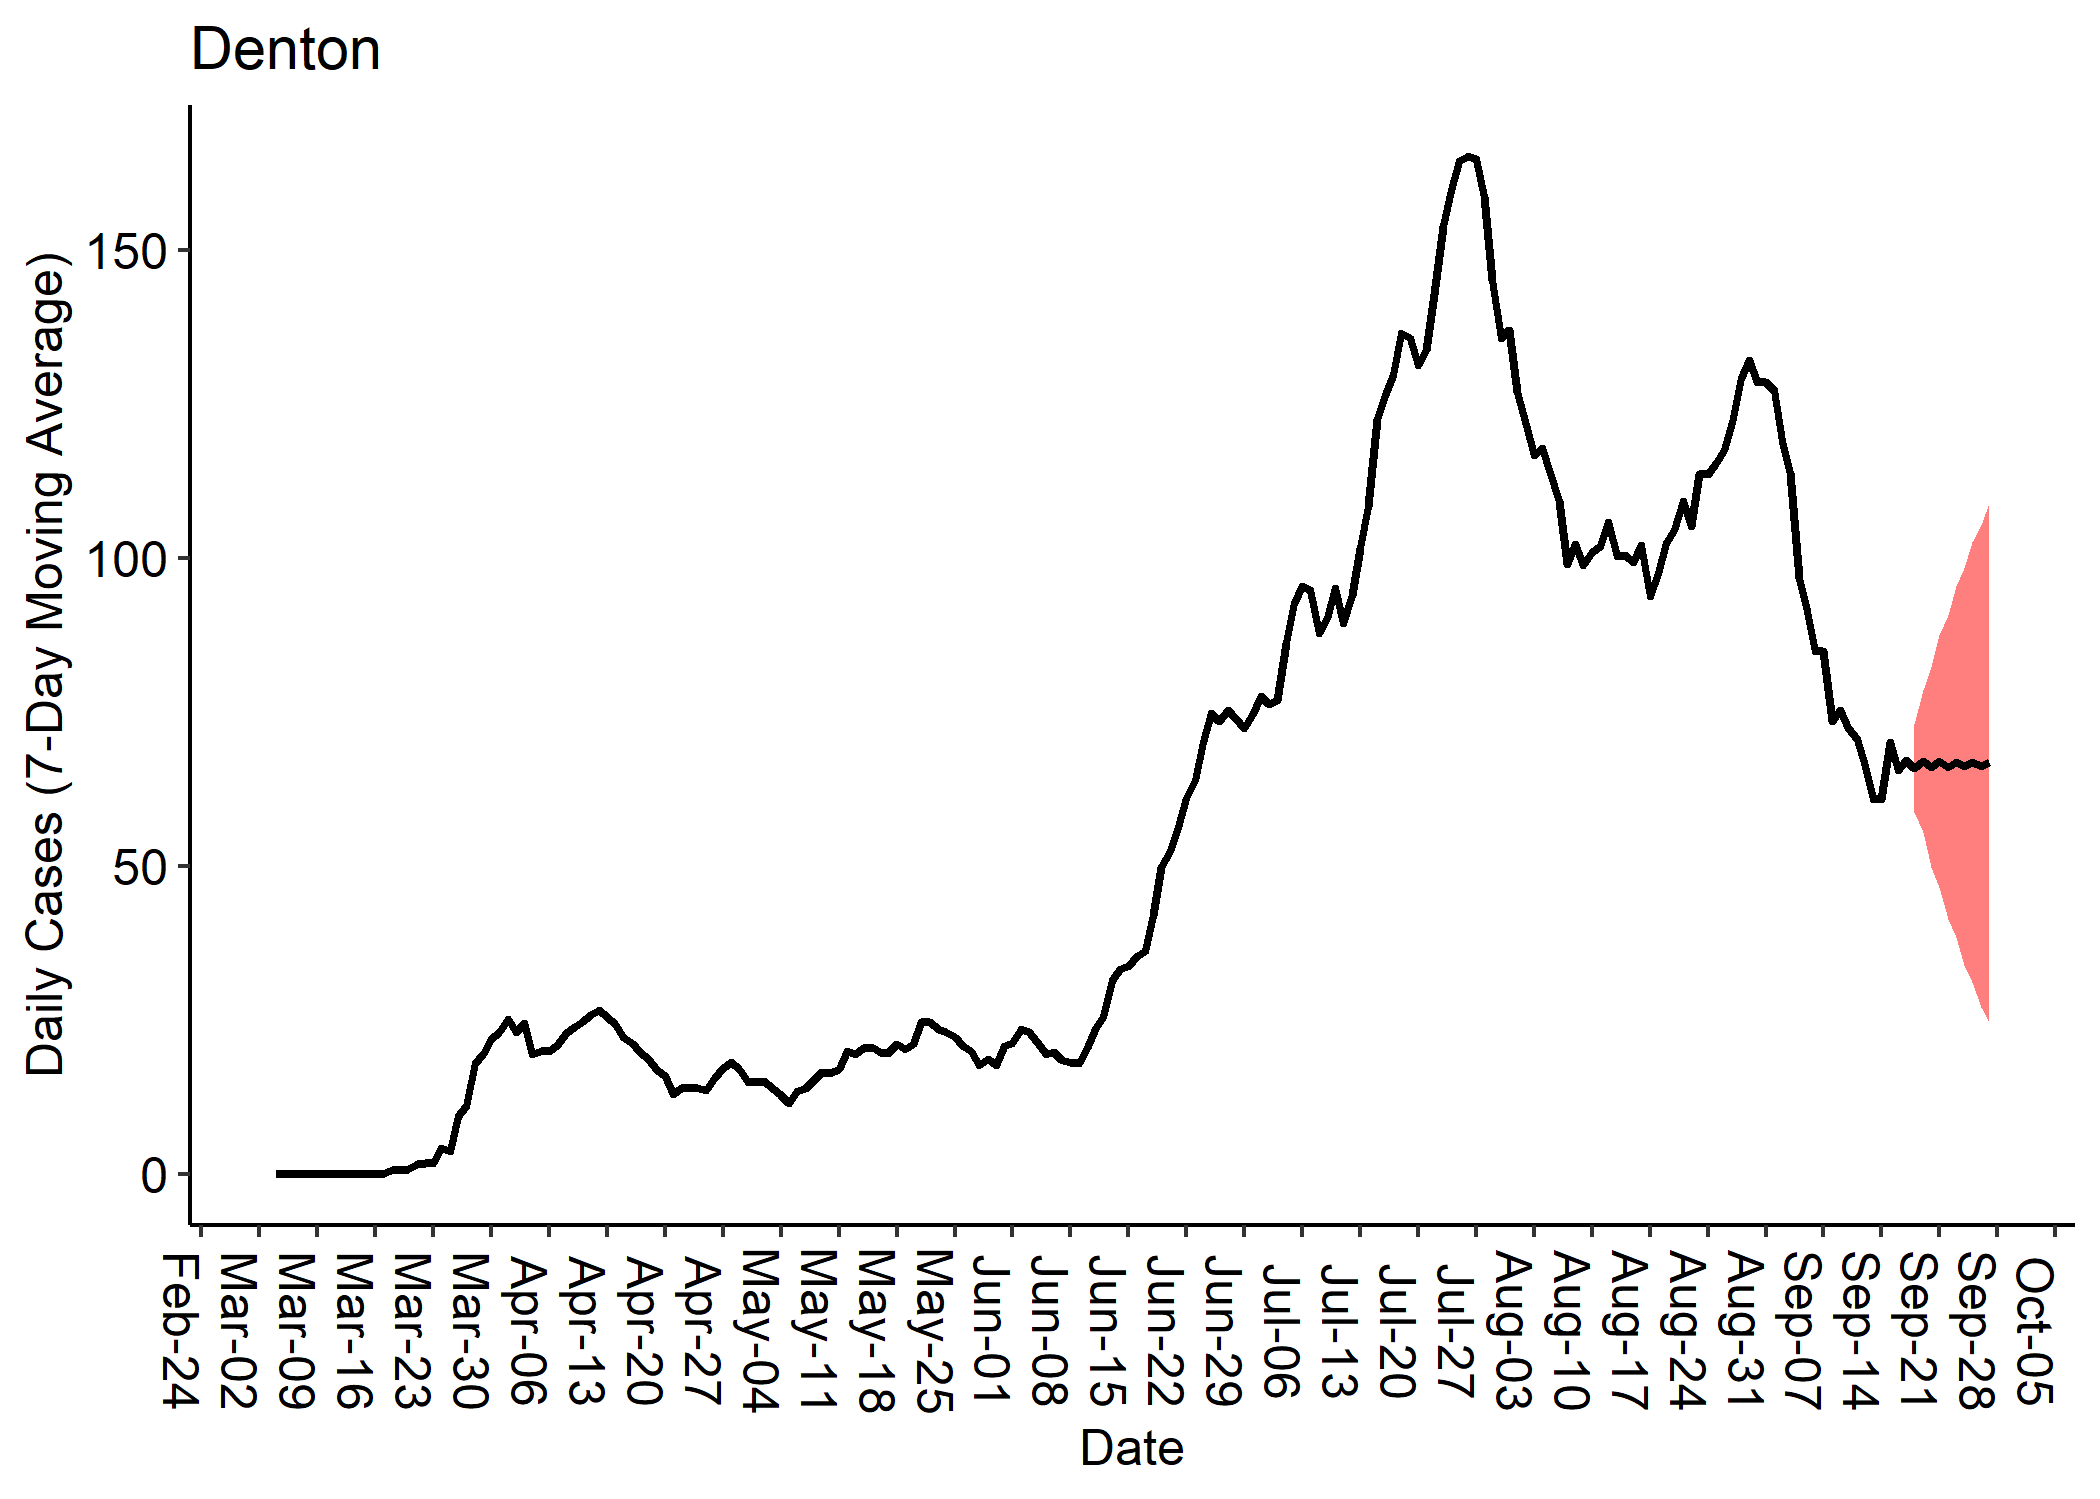 Denton
Daily Cases (7-Day Moving Average)
150
100
50
0
Feb-24
Mar-02
Mar-09
Mar-16
Mar-23
Mar-30
Apr-06
Apr-13
Apr-20
Apr-27
May-04
May-11
May-18
May-25
Jun-01
Jun-08
Jun-15
Jun-22
Jun-29
Jul-06
Jul-13
Jul-20
Jul-27
Aug-03
Aug-10
Aug-17
Aug-24
Aug-31
Sep-07
Sep-14
Sep-21
Sep-28
Oct-05
Date